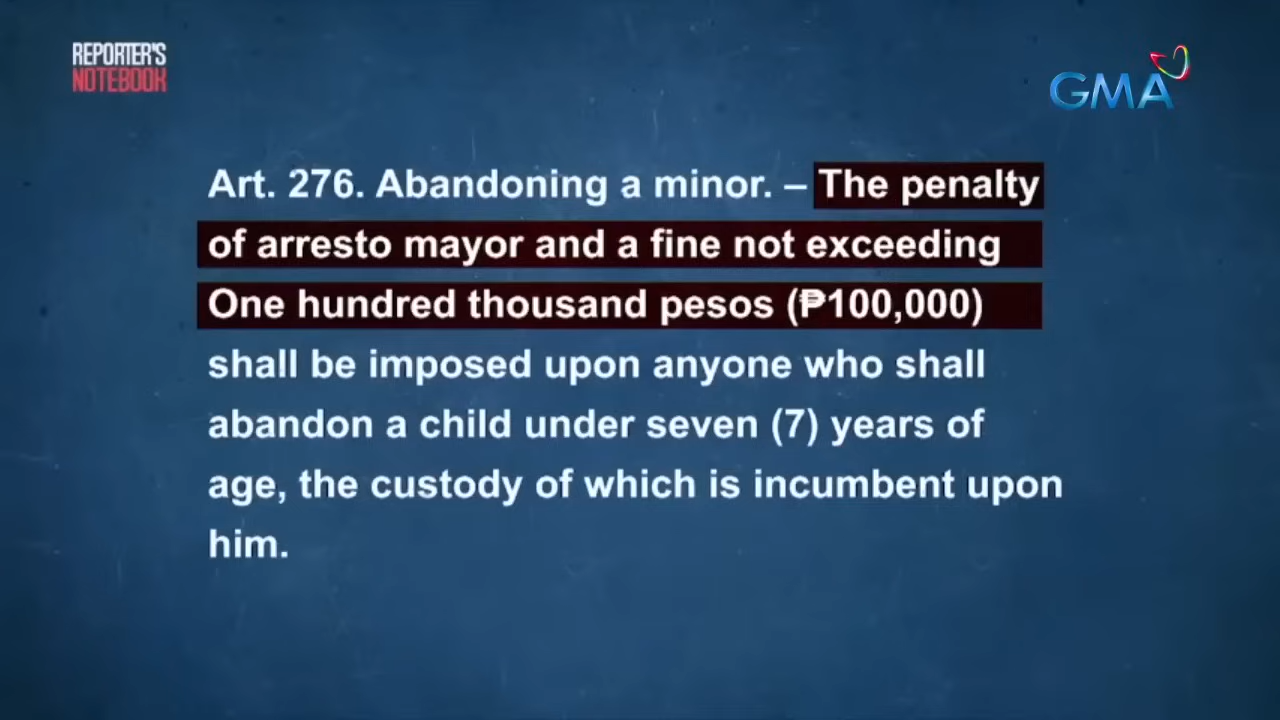 REPORTER'S
NOTEBOOK
GMA
Art. 276. Abandoning a minor. – The penalty
of arresto mayor and a fine not exceeding
One hundred thousand pesos (₱100,000)
shall be imposed upon anyone who shall
abandon a child under seven (7) years of
age, the custody of which is incumbent upon
him.